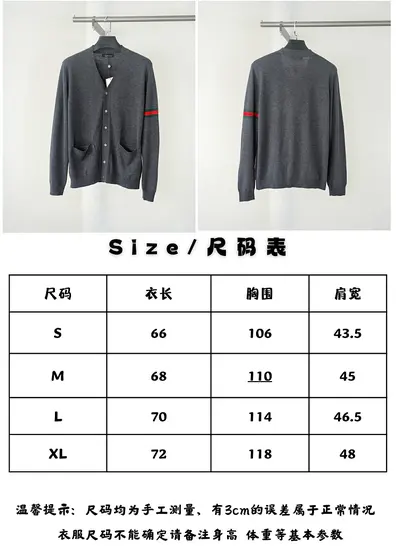 Size/尺码表
尺码 衣长 胸围 肩宽
S 66 106 43.5
M 68 110 45
L 70 114 46.5
XL 72 118 48
温馨提示: 尺码均为手工测量、有3cm的误差属于正常情况
衣服尺码不能确定请备注身高 体重等基本参数